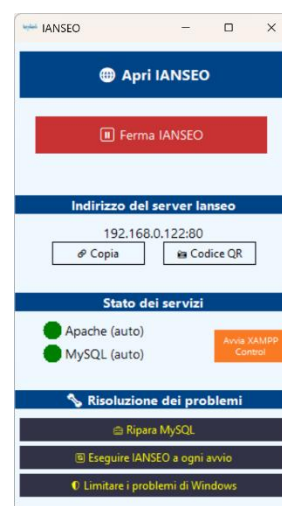 IANSEO
Apri IANSEO
Ferma IANSEO
Indirizzo del server Ianseo
192.168.0.122:80
Copia
Codice QR
Stato dei servizi
Apache (auto)
MySQL (auto)
Avvia XAMPP
Control
Risoluzione dei problemi
Ripara MySQL
Eseguire IANSEO a ogni avvio
Limitare i problemi di Windows